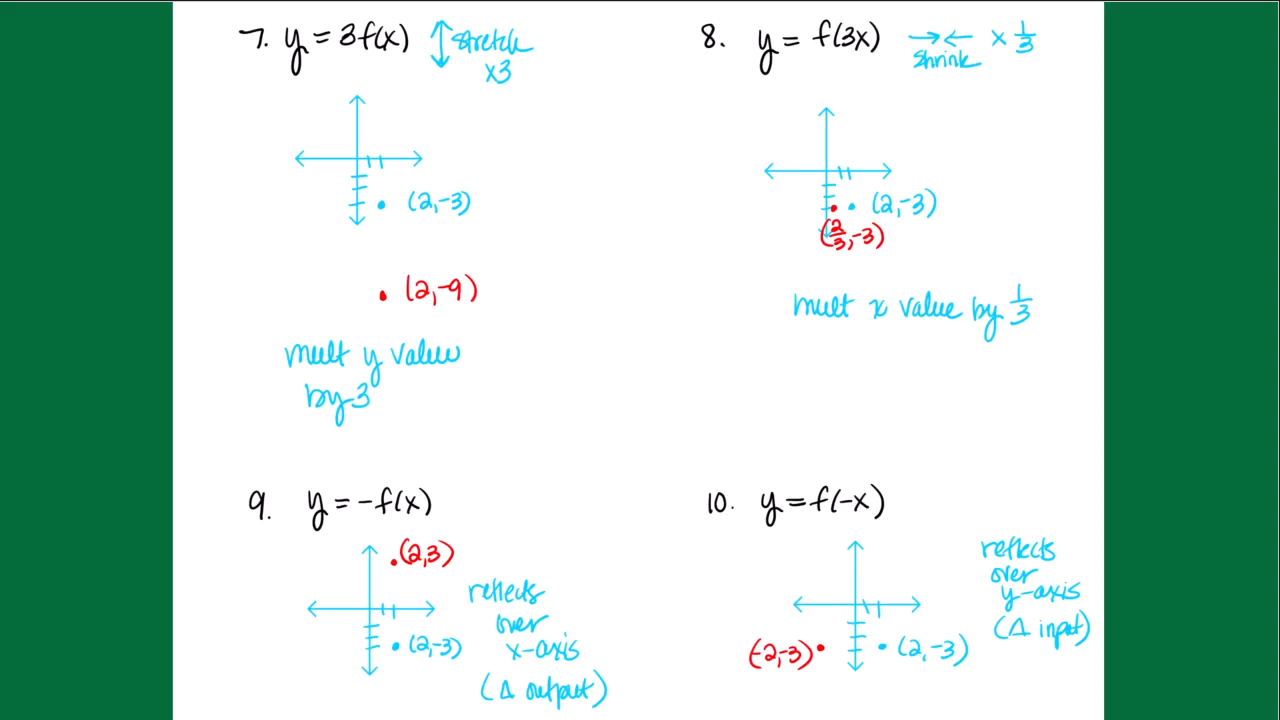 7. y = 3f(x) stretch
x3
(2,-3)
(2,-9)
mult y value
by 3
8. y = f(3x) → ← x 1/3
shrink
(2,-3)
(2/3,-3)
mult x value by 1/3
9. y = -f(x)
(2,3)
reflects
over
x-axis
(2,-3)
(Δ output)
10. y = f(-x)
reflects
over
y-axis
(Δ input)
(-2,-3)
(2,-3)